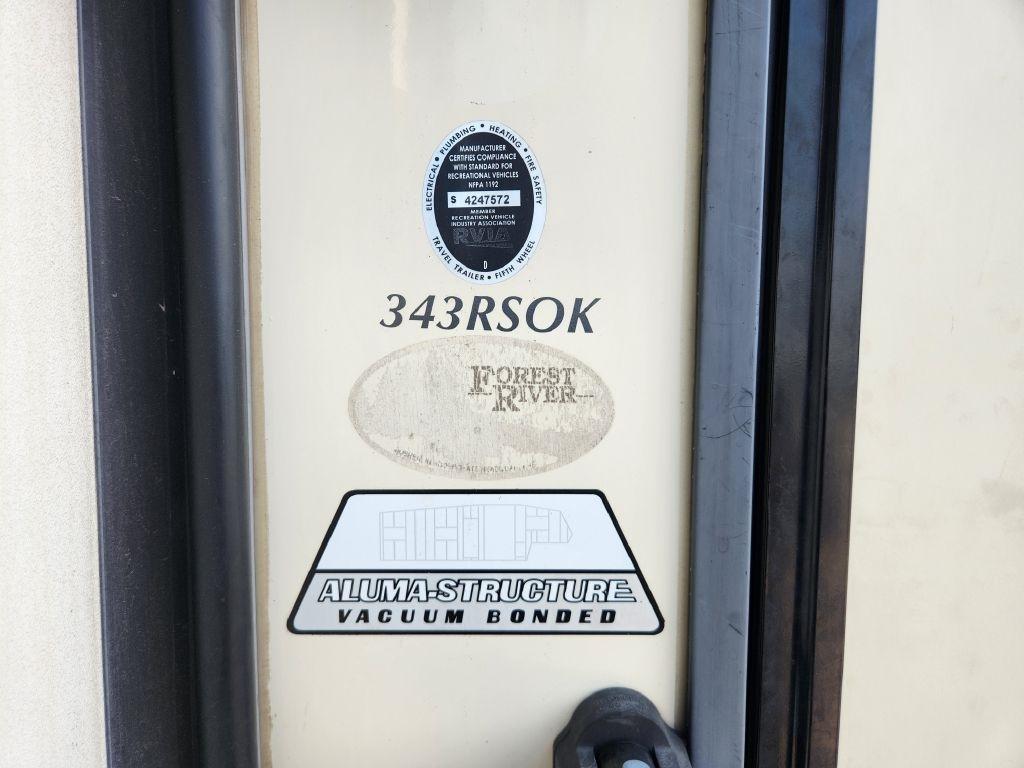 ELECTRICAL • PLUMBING • HEATING • FIRE SAFETY
MANUFACTURER
CERTIFIES COMPLIANCE
WITH STANDARD FOR
RECREATIONAL VEHICLES
NFPA 1192
S 4247572
MEMBER
RECREATION VEHICLE
INDUSTRY ASSOCIATION
RVIA
D
TRAVEL TRAILER • FIFTH WHEEL
343RSOK
FOREST
RIVER
ALUMA-STRUCTURE
VACUUM BONDED